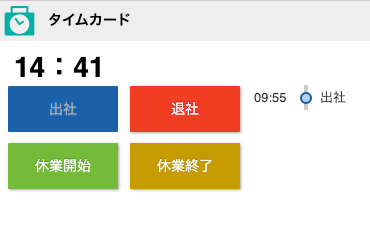 タイムカード
14：41
出社
退社
09:55 出社
休業開始
休業終了